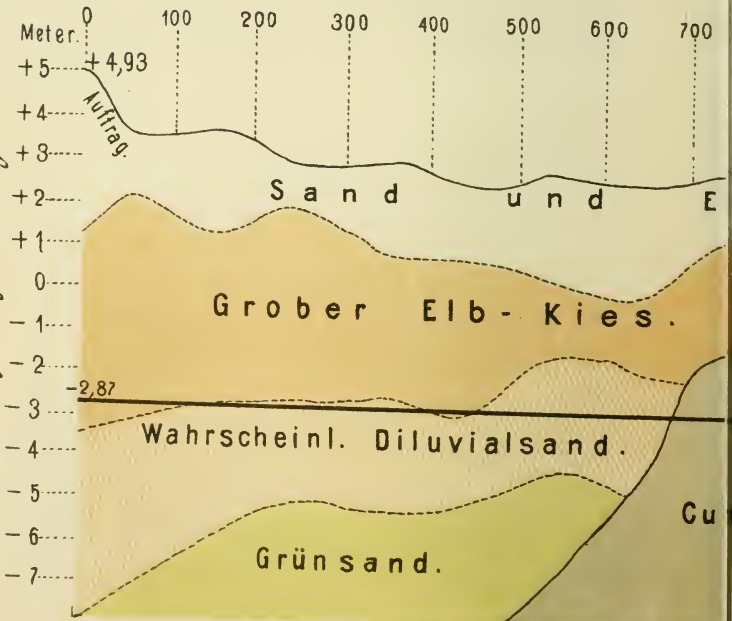 0 100 200 300 400 500 600 700
Meter.
+ 4,93
+ 5
Auftrag.
+ 4
+ 3
Sand und E
+ 2
+ 1
0
Grober Elb-Kies.
− 1
− 2
−2,87
− 3
Wahrscheinl. Diluvialsand.
− 4
− 5
Cu
− 6
Grünsand.
− 7